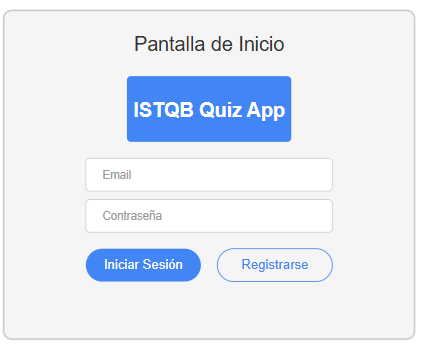 Pantalla de Inicio
ISTQB Quiz App
Email
Contraseña
Iniciar Sesión
Registrarse